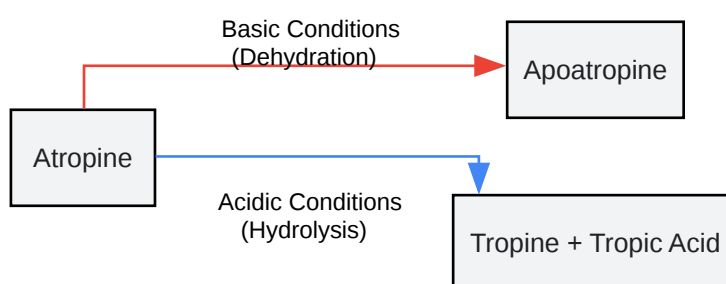 Basic Conditions
(Dehydration)
Apoatropine
Atropine
Acidic Conditions
(Hydrolysis)
Tropine + Tropic Acid